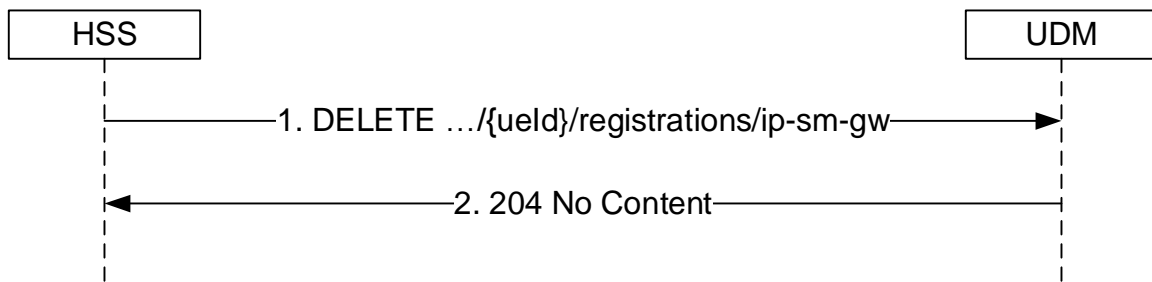 HSS
UDM
1. DELETE …/{ueId}/registrations/ip-sm-gw
2. 204 No Content